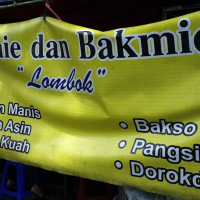 ie dan Bakmie
"Lombok"
n Manis
Asin
Kuah
• Bakso
• Pangsi
• Doroko